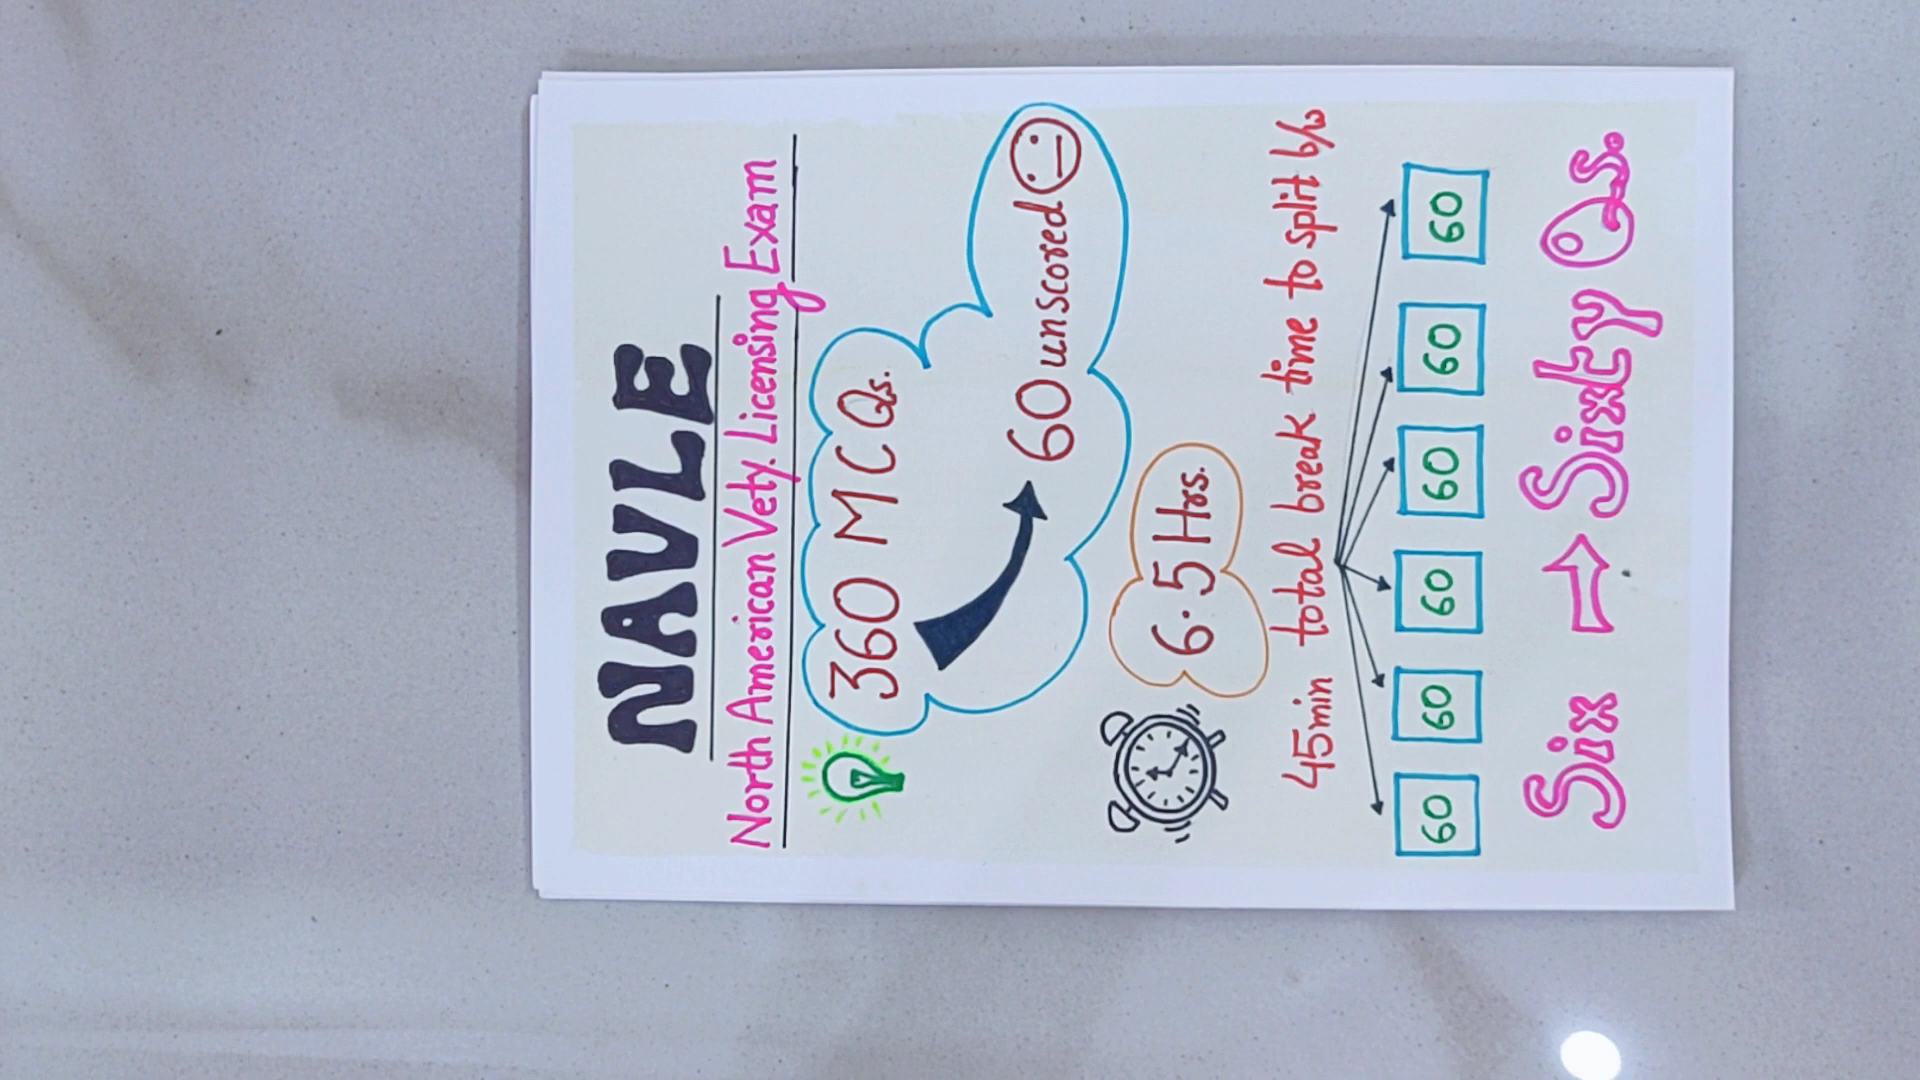 NAVLE
North American Vety. Licensing Exam
360 MCQs.
60 unscored
6.5 Hrs.
45min total break time to split b/w
60 60 60 60 60 60
Six → Sixty Qs.